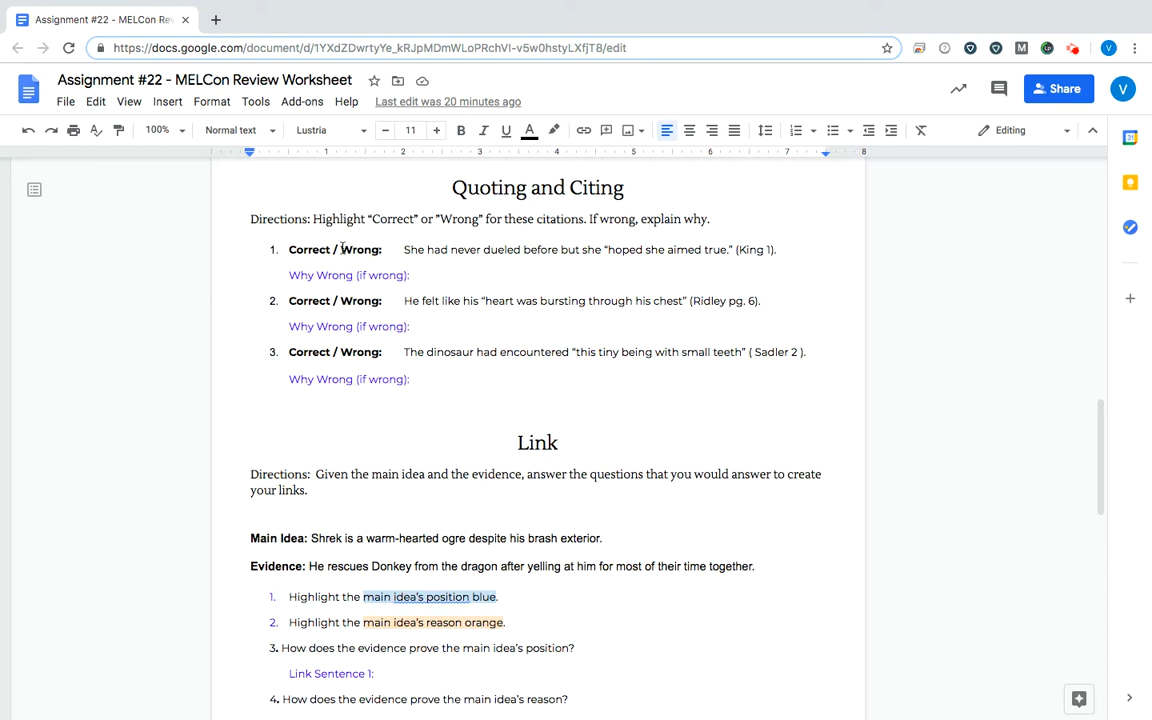 Assignment #22 - MELCon Rev
https://docs.google.com/document/d/1YXdZDwrtyYe_kRJpMDmWLoPRchVI-v5w0hstyLXfjT8/edit
V
Assignment #22 - MELCon Review Worksheet
File Edit View Insert Format Tools Add-ons Help Last edit was 20 minutes ago
Share
V
100% Normal text Lustria 11 B I U A Editing
1 2 3 4 5 6 7 8
Quoting and Citing
Directions: Highlight “Correct” or ”Wrong” for these citations. If wrong, explain why.
1. Correct / Wrong: She had never dueled before but she “hoped she aimed true.” (King 1).
Why Wrong (if wrong):
2. Correct / Wrong: He felt like his “heart was bursting through his chest” (Ridley pg. 6).
Why Wrong (if wrong):
3. Correct / Wrong: The dinosaur had encountered “this tiny being with small teeth” ( Sadler 2 ).
Why Wrong (if wrong):
Link
Directions: Given the main idea and the evidence, answer the questions that you would answer to create
your links.
Main Idea: Shrek is a warm-hearted ogre despite his brash exterior.
Evidence: He rescues Donkey from the dragon after yelling at him for most of their time together.
1. Highlight the main idea’s position blue.
2. Highlight the main idea’s reason orange.
3. How does the evidence prove the main idea’s position?
Link Sentence 1:
4. How does the evidence prove the main idea’s reason?